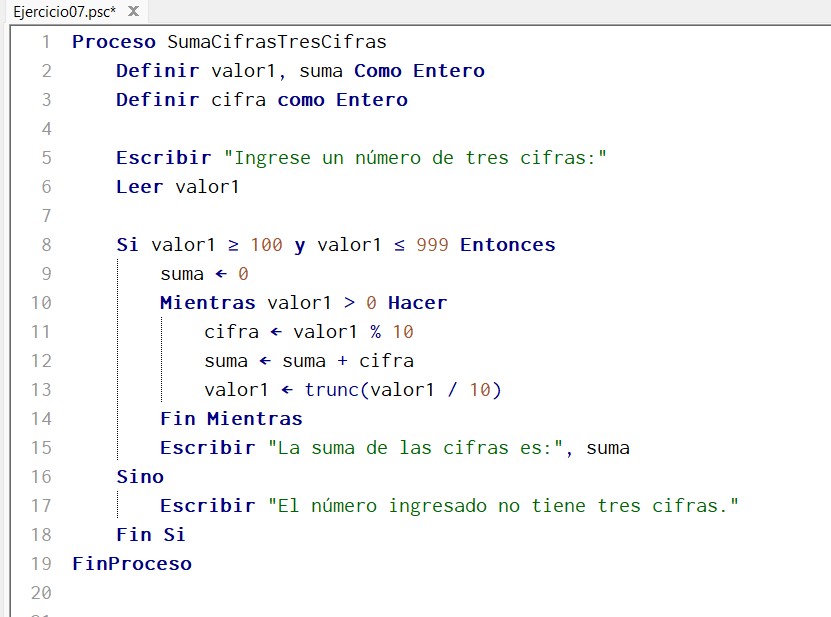 Ejercicio07.psc* X
1 Proceso SumaCifrasTresCifras
2 Definir valor1, suma Como Entero
3 Definir cifra como Entero
4
5 Escribir "Ingrese un número de tres cifras:"
6 Leer valor1
7
8 Si valor1 ≥ 100 y valor1 ≤ 999 Entonces
9 suma ← 0
10 Mientras valor1 > 0 Hacer
11 cifra ← valor1 % 10
12 suma ← suma + cifra
13 valor1 ← trunc(valor1 / 10)
14 Fin Mientras
15 Escribir "La suma de las cifras es:", suma
16 Sino
17 Escribir "El número ingresado no tiene tres cifras."
18 Fin Si
19 FinProceso
20